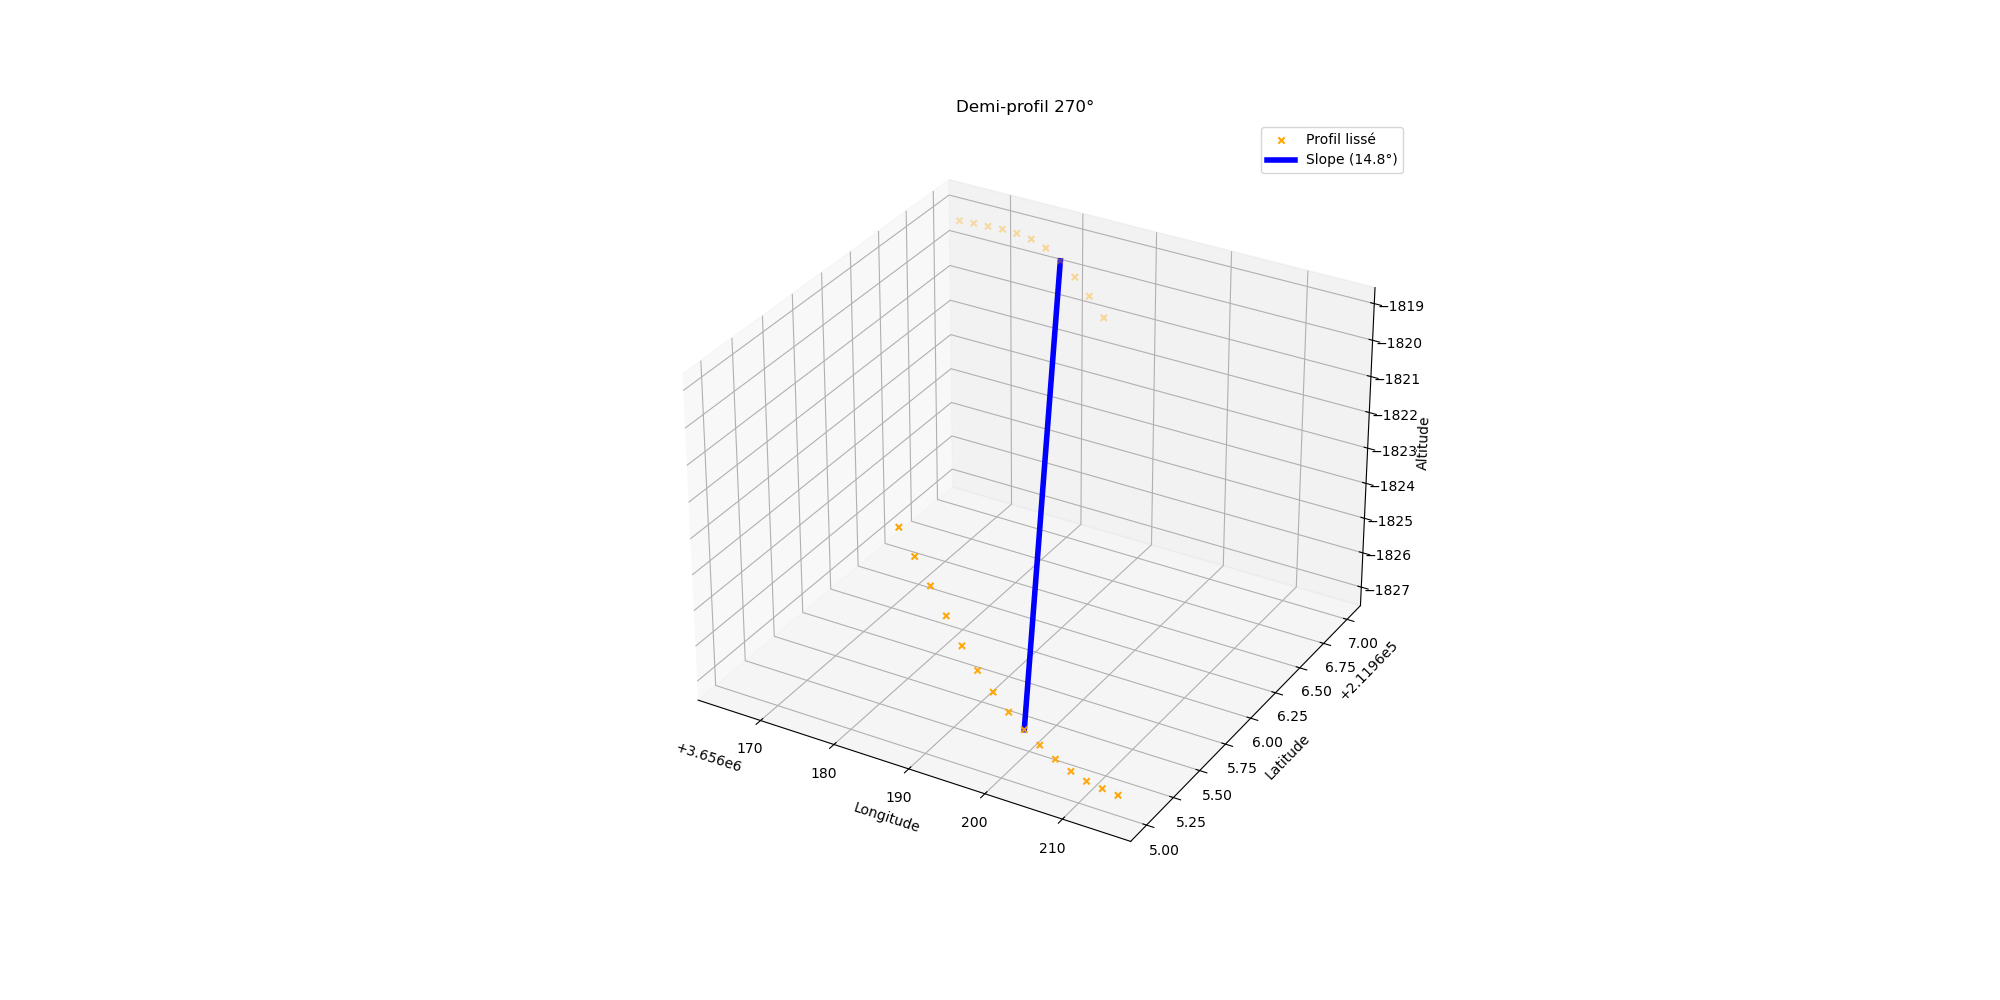 Demi-profil 270°
Profil lissé
Slope (14.8°)
−1819
−1820
−1821
−1822
−1823
−1824
−1825
−1826
−1827
Altitude
7.00
6.75
6.50
6.25
6.00
5.75
5.50
5.25
5.00
+2.1196e5
Latitude
170
180
190
200
210
+3.656e6
Longitude